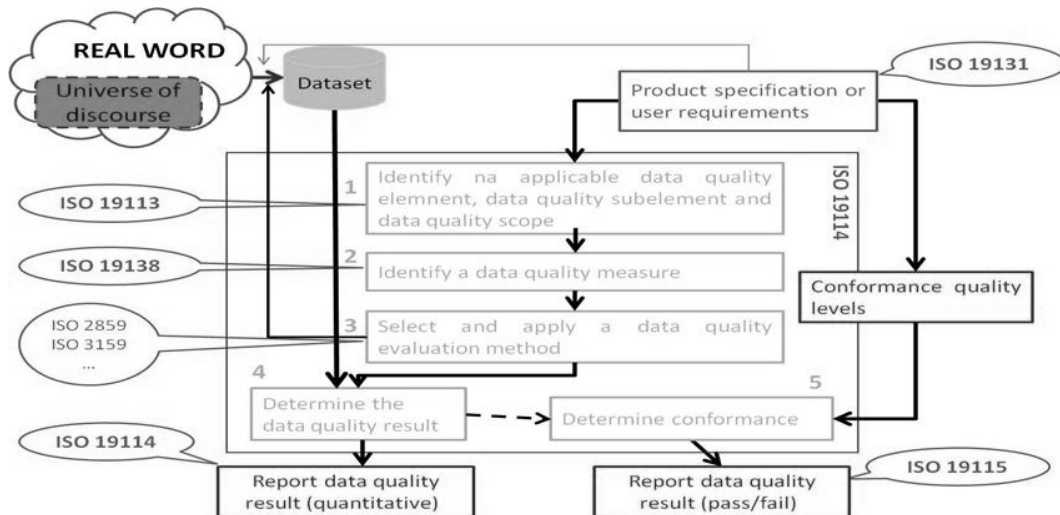 REAL WORD
Universe of
discourse
Dataset
ISO 19131
Product specification or
user requirements
ISO 19114
1
Identify na applicable data quality
elemnent, data quality subelement and
data quality scope
ISO 19113
2
Identify a data quality measure
ISO 19138
Conformance quality
levels
3
Select and apply a data quality
evaluation method
ISO 2859
ISO 3159
...
4
Determine the
data quality result
5
Determine conformance
ISO 19114
Report data quality
result (quantitative)
Report data quality
result (pass/fail)
ISO 19115